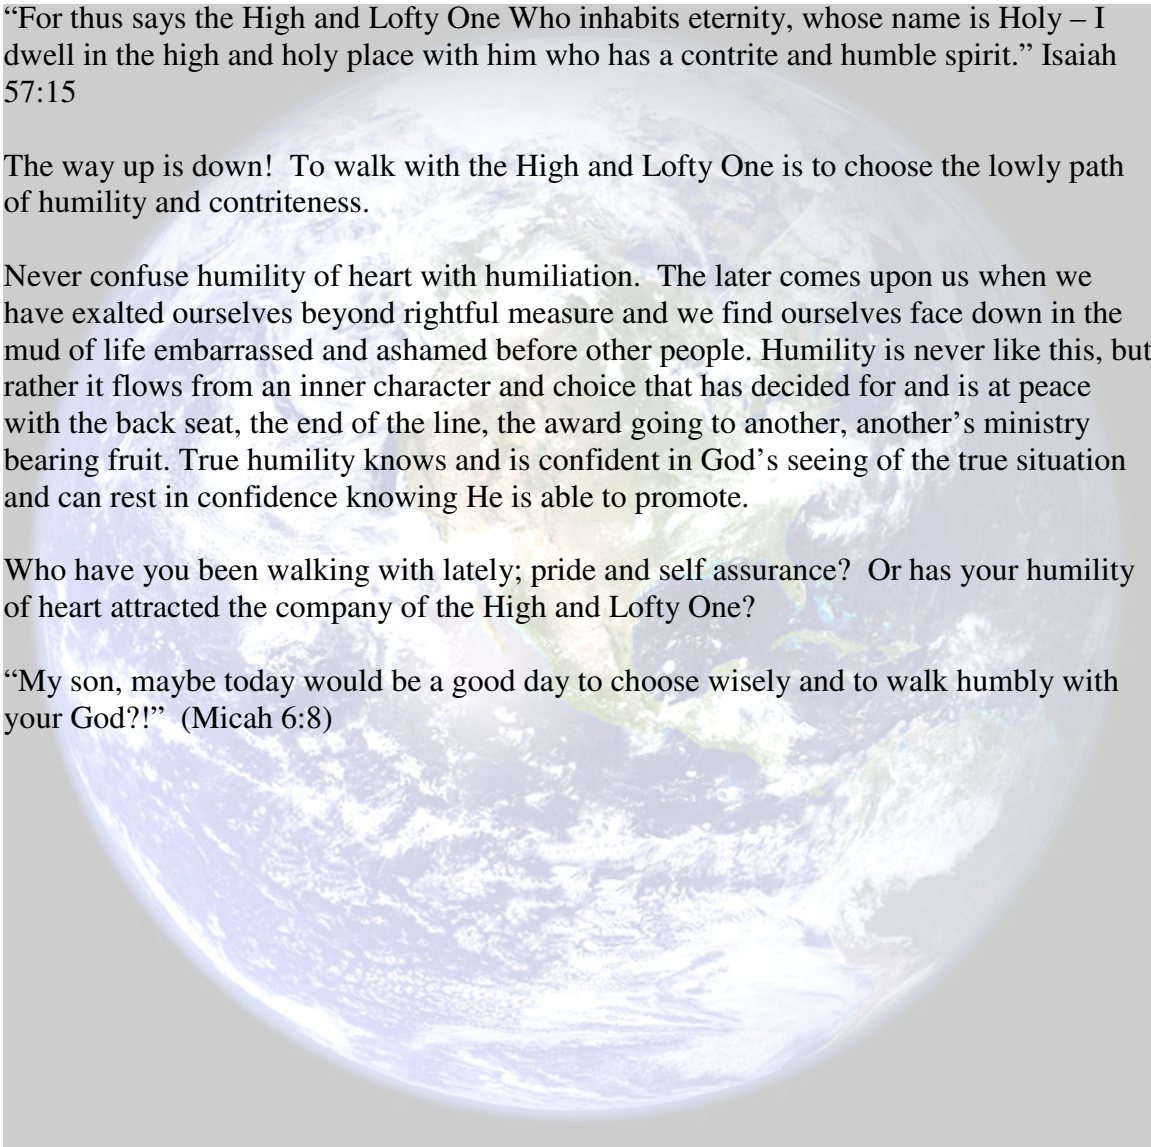 “For thus says the High and Lofty One Who inhabits eternity, whose name is Holy – I
dwell in the high and holy place with him who has a contrite and humble spirit.” Isaiah
57:15
The way up is down!  To walk with the High and Lofty One is to choose the lowly path
of humility and contriteness.
Never confuse humility of heart with humiliation.  The later comes upon us when we
have exalted ourselves beyond rightful measure and we find ourselves face down in the
mud of life embarrassed and ashamed before other people. Humility is never like this, but
rather it flows from an inner character and choice that has decided for and is at peace
with the back seat, the end of the line, the award going to another, another’s ministry
bearing fruit. True humility knows and is confident in God’s seeing of the true situation
and can rest in confidence knowing He is able to promote.
Who have you been walking with lately; pride and self assurance?  Or has your humility
of heart attracted the company of the High and Lofty One?
“My son, maybe today would be a good day to choose wisely and to walk humbly with
your God?!”  (Micah 6:8)